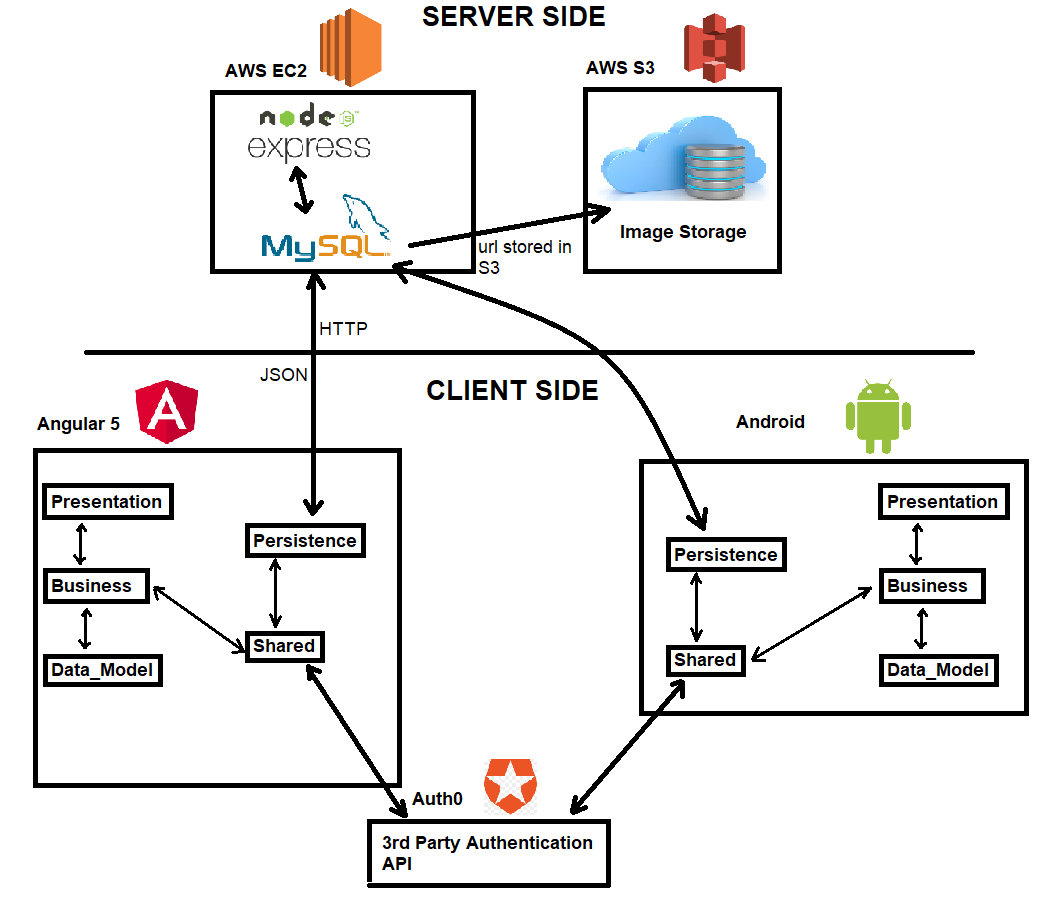 SERVER SIDE
AWS EC2
AWS S3
node JS
express
MySQL
url stored in
S3
Image Storage
HTTP
JSON
CLIENT SIDE
Angular 5
A
Android
Presentation
Business
Data_Model
Persistence
Shared
Persistence
Shared
Presentation
Business
Data_Model
Auth0
3rd Party Authentication
API